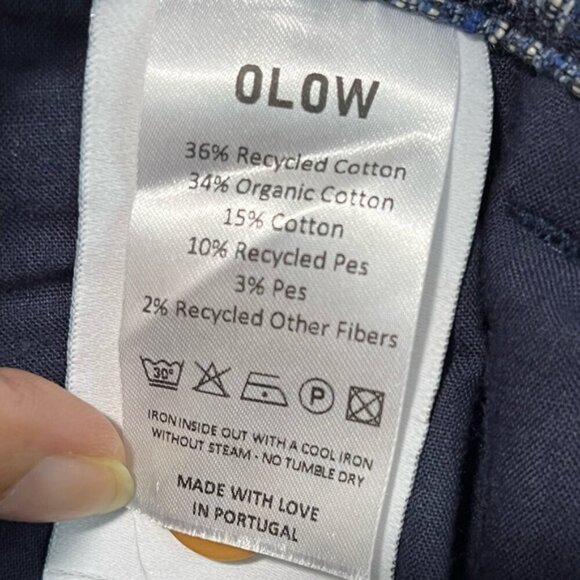 OLOW
36% Recycled Cotton
34% Organic Cotton
15% Cotton
10% Recycled Pes
3% Pes
2% Recycled Other Fibers
30° P
IRON INSIDE OUT WITH A COOL IRON
WITHOUT STEAM - NO TUMBLE DRY
MADE WITH LOVE
IN PORTUGAL